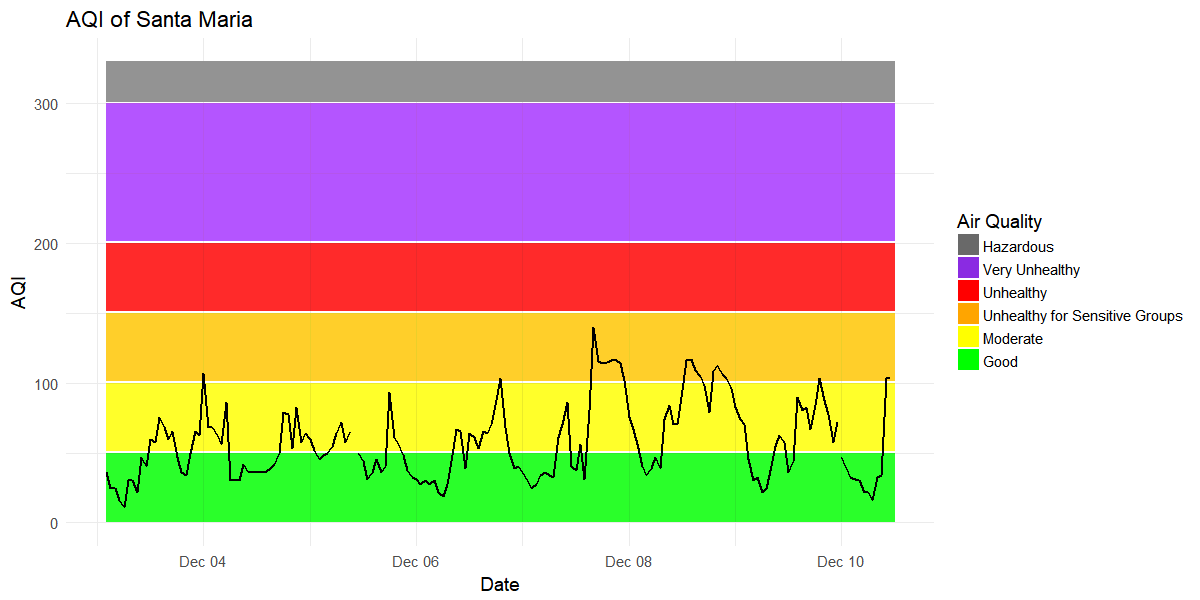 AQI of Santa Maria
300
200
100
0
AQI
Dec 04
Dec 06
Dec 08
Dec 10
Date
Air Quality
Hazardous
Very Unhealthy
Unhealthy
Unhealthy for Sensitive Groups
Moderate
Good